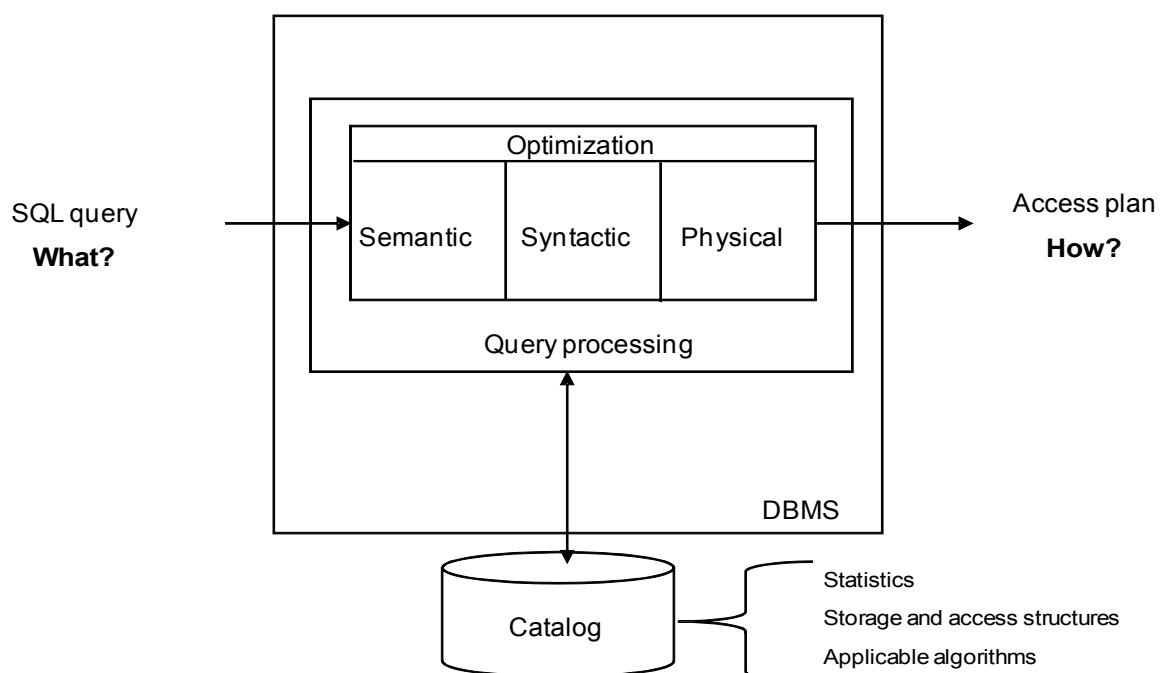 Optimization
SQL query
What?
Semantic
Syntactic
Physical
Access plan
How?
Query processing
DBMS
Catalog
Statistics
Storage and access structures
Applicable algorithms